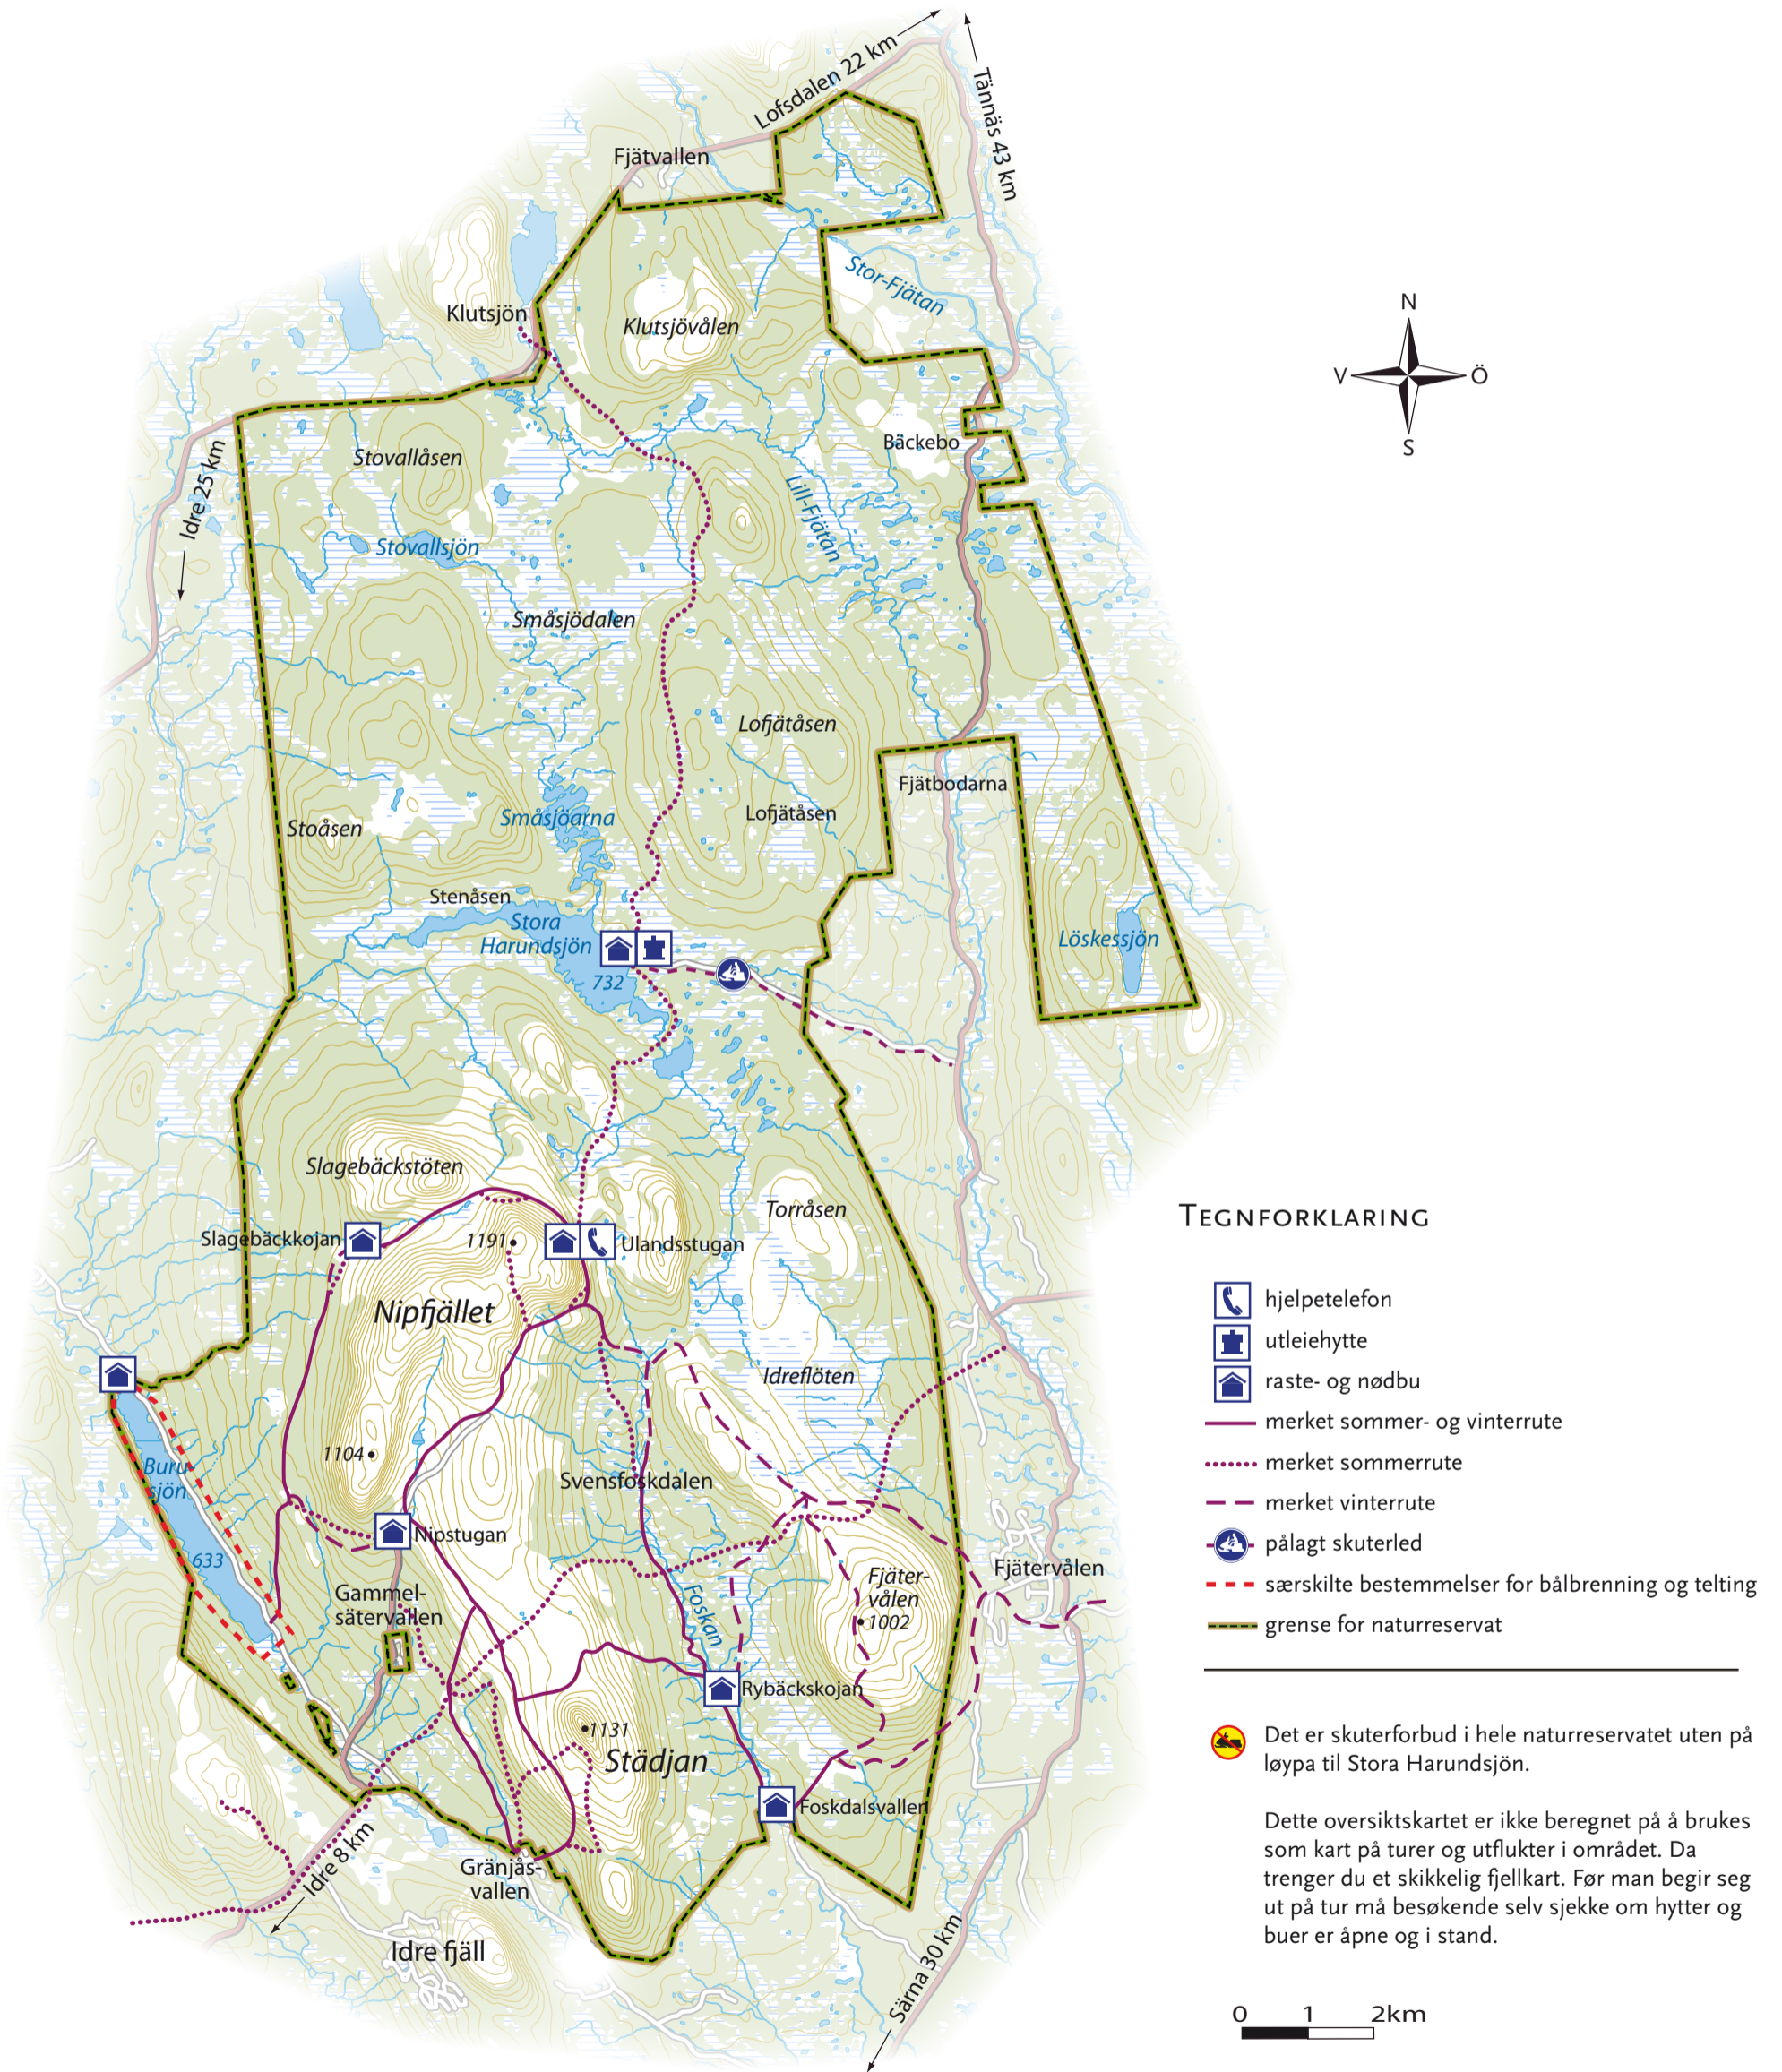 Lofsdalen 22 km
Tännäs 43 km
Fjätvallen
Stor-Fjätan
Klutsjön
Klutsjövålen
N
V
Ö
S
Bäckebo
Stovallåsen
Idre 25 km
Lill-Fjätan
Stovallsjön
Småsjödalen
Lofjätåsen
Fjätbodarna
Lofjätåsen
Småsjöarna
Stoåsen
Stenåsen
Stora
Harundsjön
732
Löskessjön
Slagebäckstöten
Torråsen
Slagebäckkojan
1191
Ulandsstugan
Nipfjället
Idreflöten
1104
Buru
sjön
Svensfoskdalen
Nipstugan
633
Gammel-
sätervallen
Foskan
Fjäter-
vålen
1002
Fjätervålen
Rybäckskojan
1131
Städjan
Foskdalsvallen
Gränjås-
vallen
Idre 8 km
Idre fjäll
Särna 30 km
TEGNFORKLARING
hjelpetelefon
utleiehytte
raste- og nødbu
merket sommer- og vinterrute
merket sommerrute
merket vinterrute
pålagt skuterled
særskilte bestemmelser for bålbrenning og telting
grense for naturreservat
Det er skuterforbud i hele naturreservatet uten på
løypa til Stora Harundsjön.
Dette oversiktskartet er ikke beregnet på å brukes
som kart på turer og utflukter i området. Da
trenger du et skikkelig fjellkart. Før man begir seg
ut på tur må besøkende selv sjekke om hytter og
buer er åpne og i stand.
0 1 2km